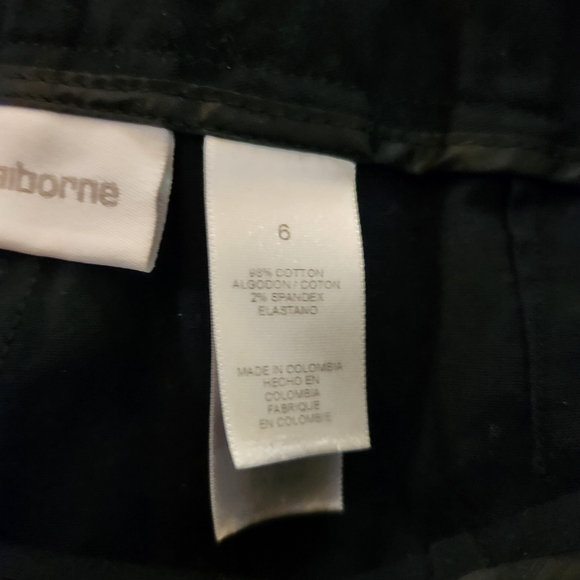 aiborne
6
98% COTTON
ALGODON / COTON
2% SPANDEX
ELASTANO
MADE IN COLOMBIA
HECHO EN
COLOMBIA
FABRIQUE
EN COLOMBIE